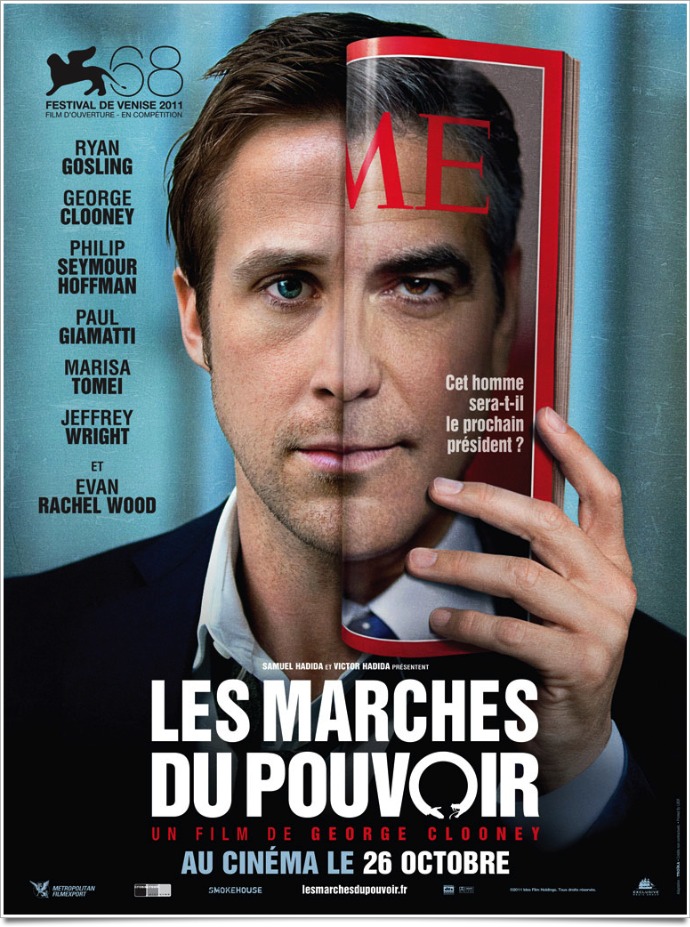 68
FESTIVAL DE VENISE 2011
FILM D'OUVERTURE - EN COMPÉTITION
RYAN
GOSLING
GEORGE
CLOONEY
PHILIP
SEYMOUR
HOFFMAN
PAUL
GIAMATTI
MARISA
TOMEI
JEFFREY
WRIGHT
ET
EVAN
RACHEL WOOD
ME
Cet homme
sera-t-il
le prochain
président ?
SAMUEL HADIDA ET VICTOR HADIDA PRÉSENTENT
LES MARCHES
DU POUVOIR
UN FILM DE GEORGE CLOONEY
AU CINÉMA LE 26 OCTOBRE
METROPOLITAN
FILMEXPORT
SMOKEHOUSE
lesmarchesdupouvoir.fr
EXCLUSIVE